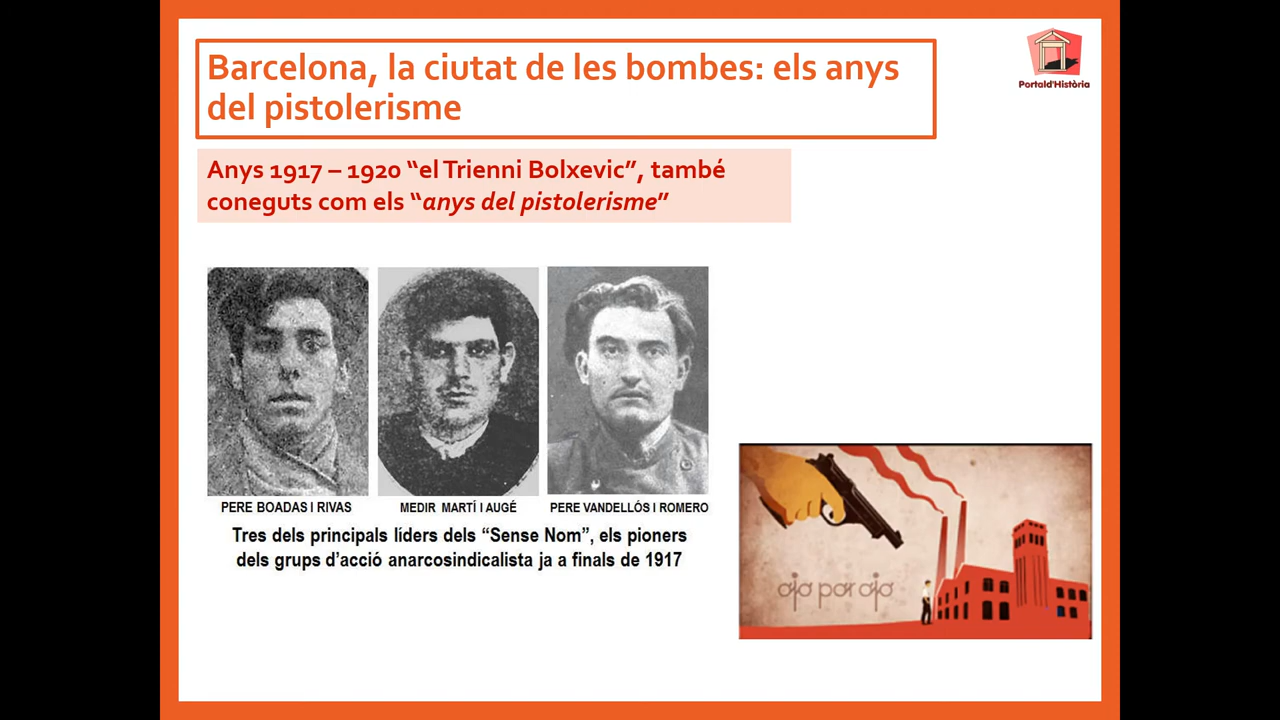 Barcelona, la ciutat de les bombes: els anys
del pistolerisme
Portald'Història
Anys 1917 – 1920 “el Trienni Bolxevic”, també
coneguts com els “anys del pistolerisme”
PERE BOADAS I RIVAS
MEDIR MARTÍ I AUGÉ
PERE VANDELLÓS I ROMERO
Tres dels principals líders dels “Sense Nom”, els pioners
dels grups d’acció anarcosindicalista ja a finals de 1917
ojo por ojo